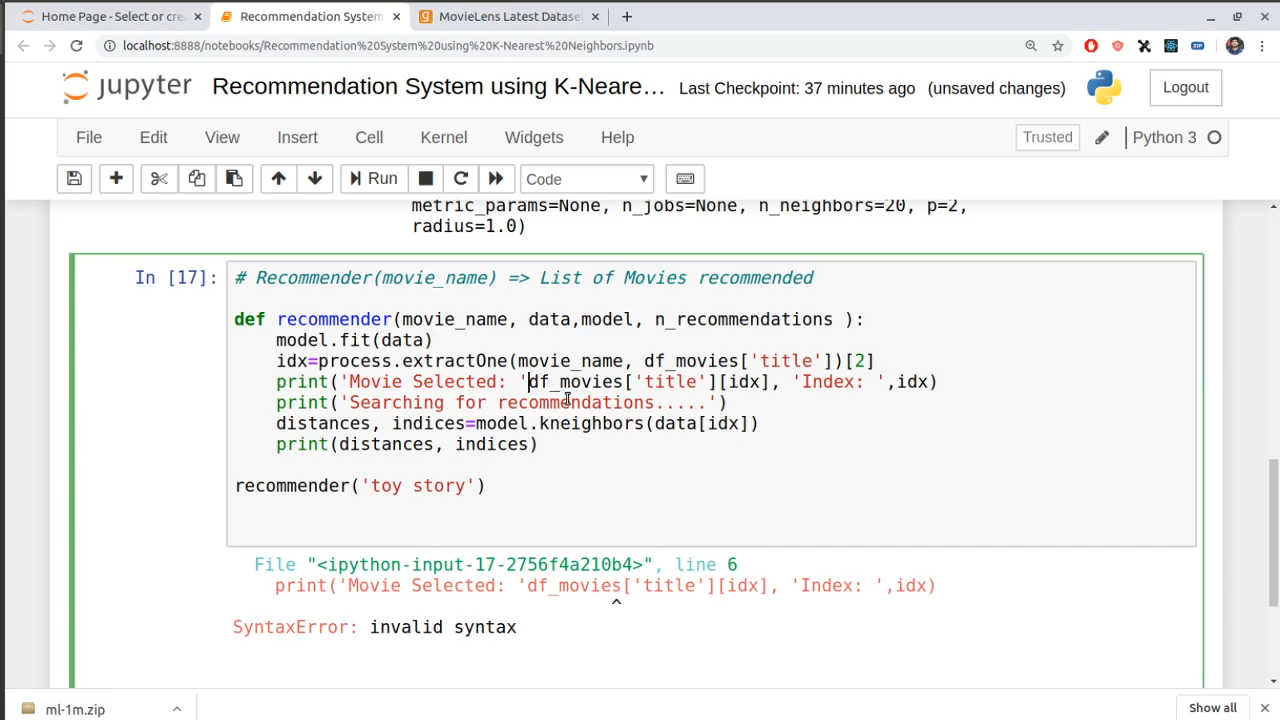 Home Page - Select or cre
Recommendation System
MovieLens Latest Datase
localhost:8888/notebooks/Recommendation%20System%20using%20K-Nearest%20Neighbors.ipynb
jupyter
Recommendation System using K-Neare...
Last Checkpoint: 37 minutes ago
(unsaved changes)
Logout
File
Edit
View
Insert
Cell
Kernel
Widgets
Help
Trusted
Python 3
Run
Code
metric_params=None, n_jobs=None, n_neighbors=20, p=2,
radius=1.0)
In [17]:
# Recommender(movie_name) => List of Movies recommended
def recommender(movie_name, data,model, n_recommendations ):
model.fit(data)
idx=process.extractOne(movie_name, df_movies['title'])[2]
print('Movie Selected: 'df_movies['title'][idx], 'Index: ',idx)
print('Searching for recommendations.....')
distances, indices=model.kneighbors(data[idx])
print(distances, indices)
recommender('toy story')
File "<ipython-input-17-2756f4a210b4>", line 6
print('Movie Selected: 'df_movies['title'][idx], 'Index: ',idx)
^
SyntaxError: invalid syntax
ml-1m.zip
Show all